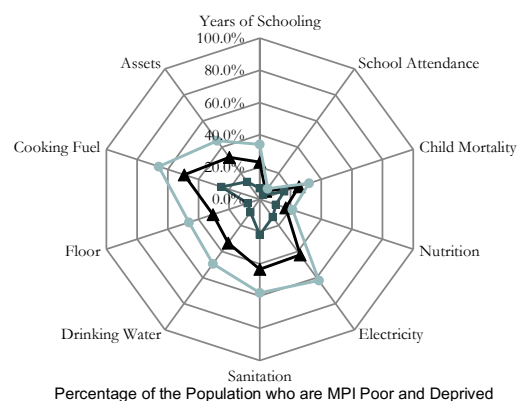 Years of Schooling
100.0%
Assets
School Attendance
80.0%
60.0%
Cooking Fuel
40.0%
Child Mortality
20.0%
0.0%
Floor
Nutrition
Drinking Water
Electricity
Sanitation
Percentage of the Population who are MPI Poor and Deprived